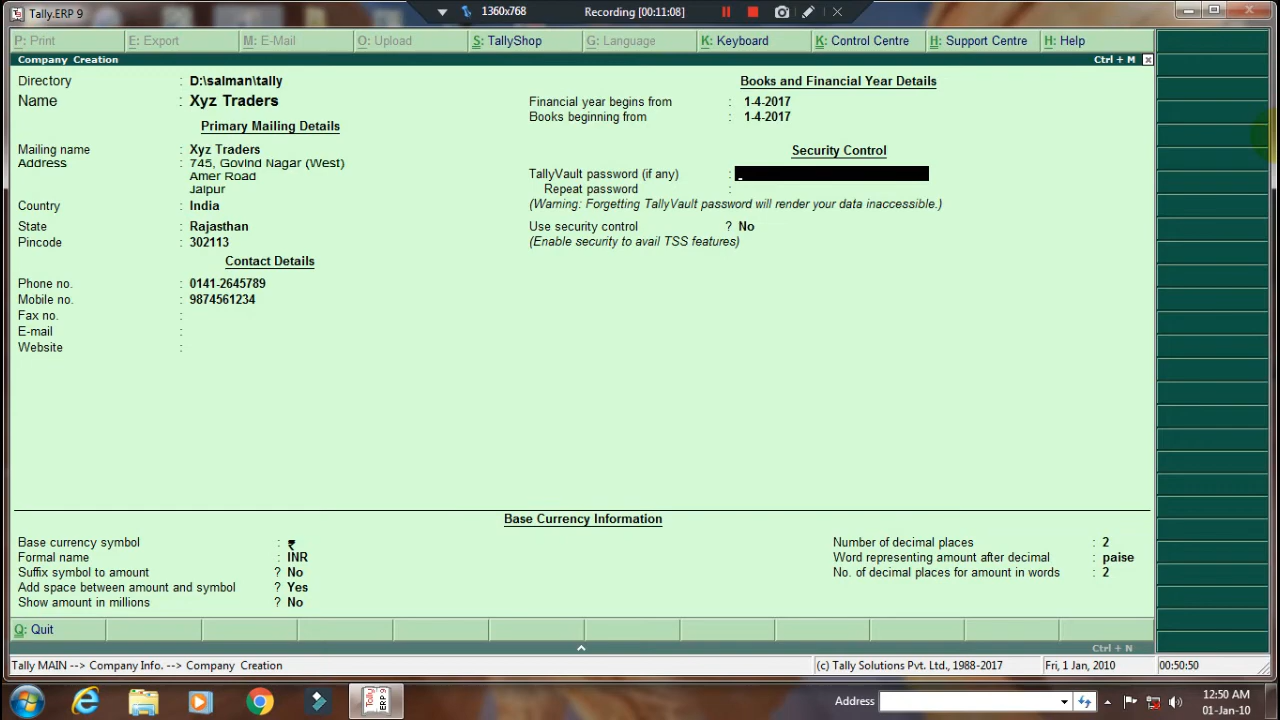 Tally.ERP 9
1360x768
Recording [00:11:08]
P: Print
E: Export
M: E-Mail
O: Upload
S: TallyShop
G: Language
K: Keyboard
K: Control Centre
H: Support Centre
H: Help
Company Creation
Ctrl + M
Directory : D:\salman\tally
Name : Xyz Traders
Primary Mailing Details
Mailing name : Xyz Traders
Address : 745, Govind Nagar (West)
Amer Road
Jaipur
Country : India
State : Rajasthan
Pincode : 302113
Contact Details
Phone no. : 0141-2645789
Mobile no. : 9874561234
Fax no. :
E-mail :
Website :
Books and Financial Year Details
Financial year begins from : 1-4-2017
Books beginning from : 1-4-2017
Security Control
TallyVault password (if any) :
Repeat password :
(Warning: Forgetting TallyVault password will render your data inaccessible.)
Use security control ? No
(Enable security to avail TSS features)
Base Currency Information
Base currency symbol : ₹
Formal name : INR
Suffix symbol to amount ? No
Add space between amount and symbol ? Yes
Show amount in millions ? No
Number of decimal places : 2
Word representing amount after decimal : paise
No. of decimal places for amount in words : 2
Q: Quit
Ctrl + N
Tally MAIN --> Company Info. --> Company Creation
(c) Tally Solutions Pvt. Ltd., 1988-2017
Fri, 1 Jan, 2010
00:50:50
Tally ERP 9
Address
12:50 AM
01-Jan-10